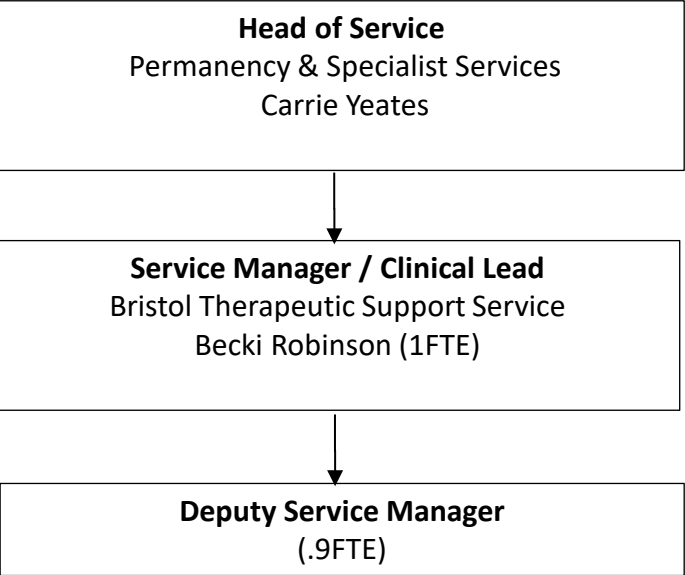 Head of Service
Permanency & Specialist Services
Carrie Yeates
Service Manager / Clinical Lead
Bristol Therapeutic Support Service
Becki Robinson (1FTE)
Deputy Service Manager
(.9FTE)